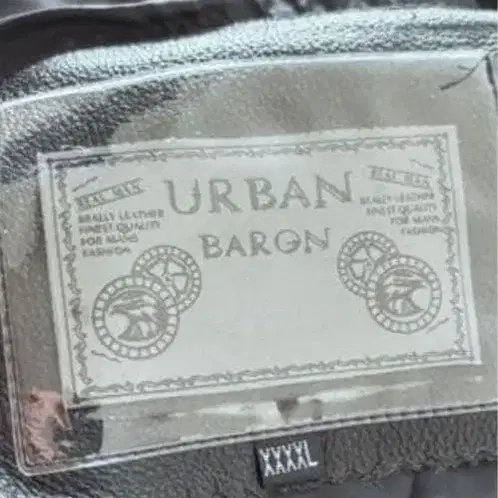 REAL MAN
REALLY LEATHER
FINEST QUALITY
FOR MANS
FASHION
URBAN
BARON
REAL MAN
REALLY LEATHER
FINEST QUALITY
FOR MANS
FASHION
XXXXL